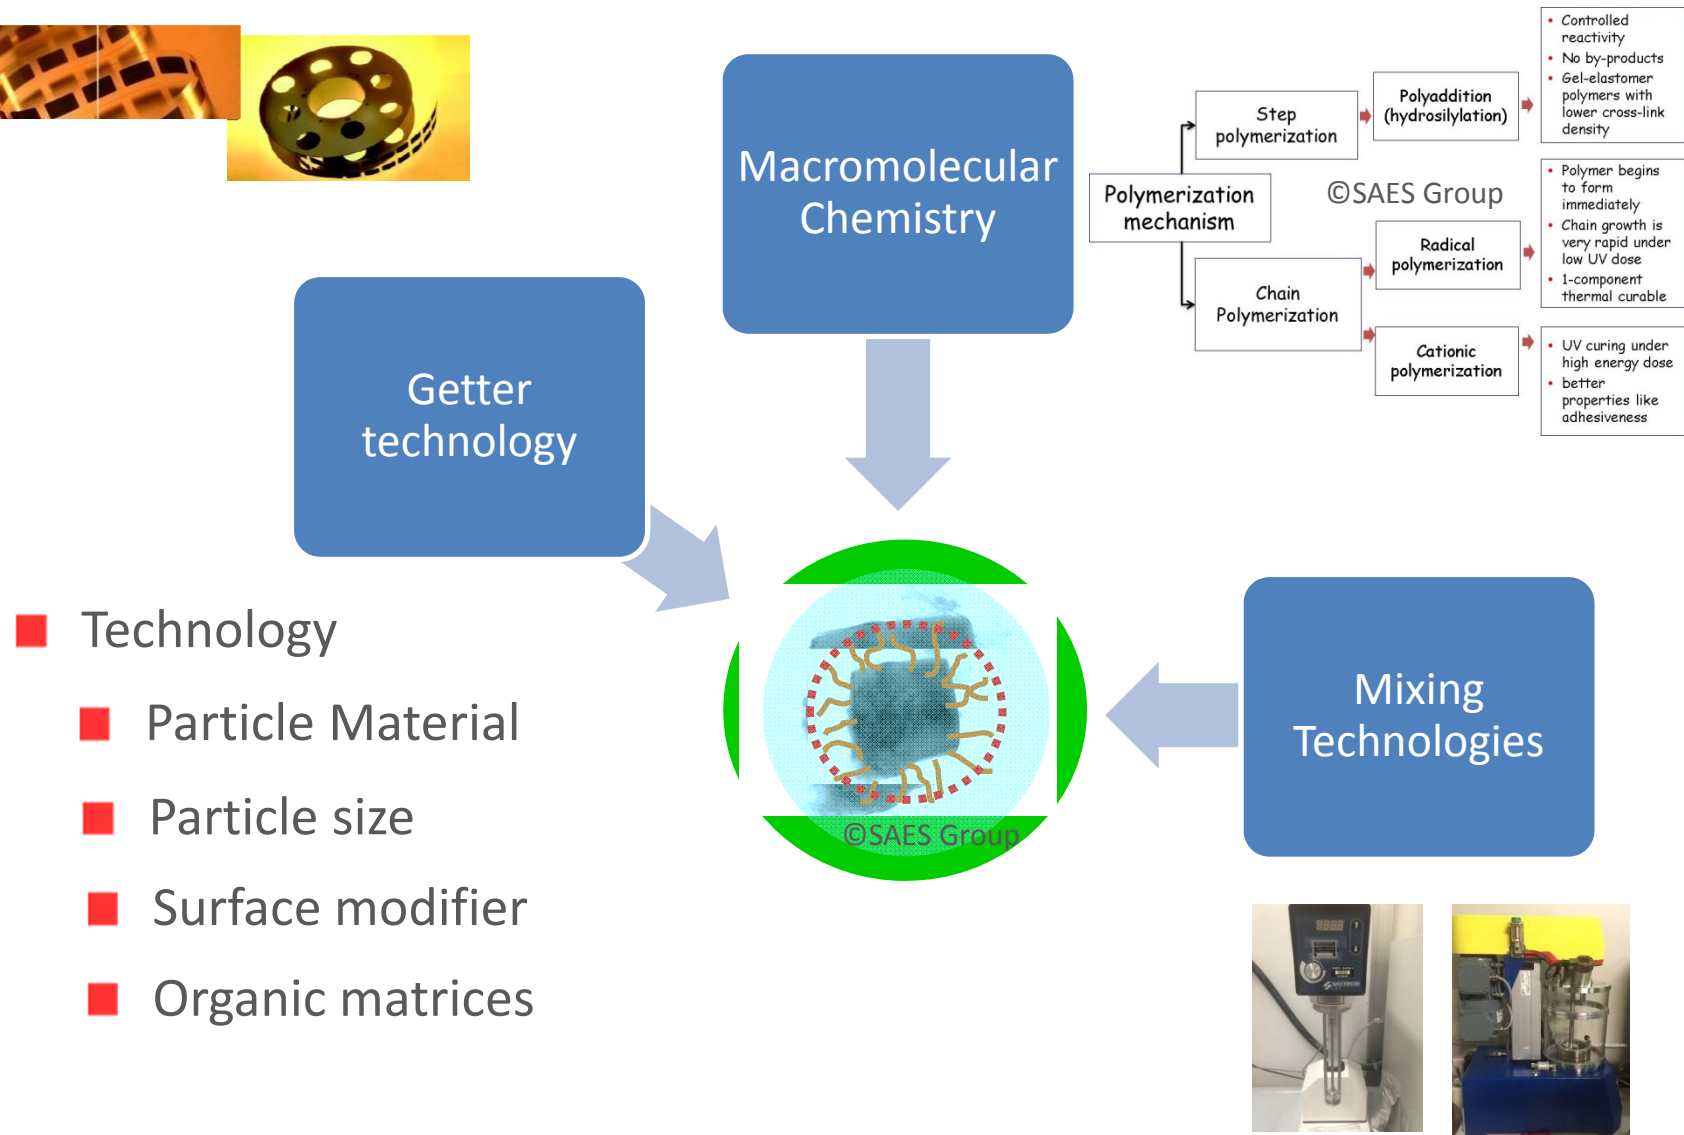 Macromolecular
Chemistry
Getter
technology
Mixing
Technologies
Polymerization
mechanism
Step
polymerization
Polyaddition
(hydrosilylation)
• Controlled
reactivity
• No by-products
• Gel-elastomer
polymers with
lower cross-link
density
©SAES Group
Chain
Polymerization
Radical
polymerization
• Polymer begins
to form
immediately
• Chain growth is
very rapid under
low UV dose
• 1-component
thermal curable
Cationic
polymerization
• UV curing under
high energy dose
• better
properties like
adhesiveness
Technology
Particle Material
Particle size
Surface modifier
Organic matrices
©SAES Group